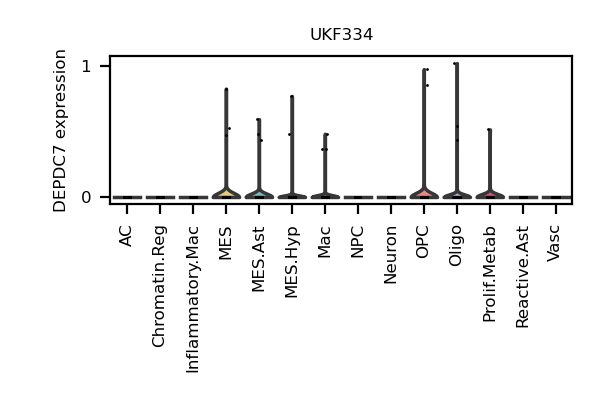 UKF334
DEPDC7 expression
1
0
AC
Chromatin.Reg
Inflammatory.Mac
MES
MES.Ast
MES.Hyp
Mac
NPC
Neuron
OPC
Oligo
Prolif.Metab
Reactive.Ast
Vasc